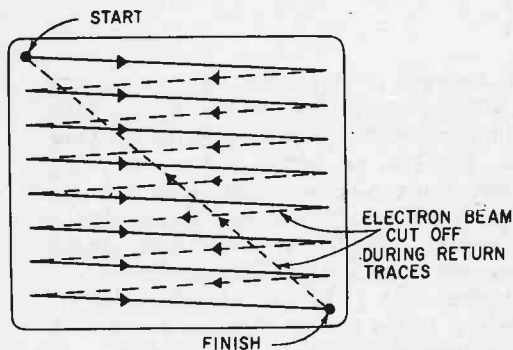 START
ELECTRON BEAM
CUT OFF
DURING RETURN
TRACES
FINISH